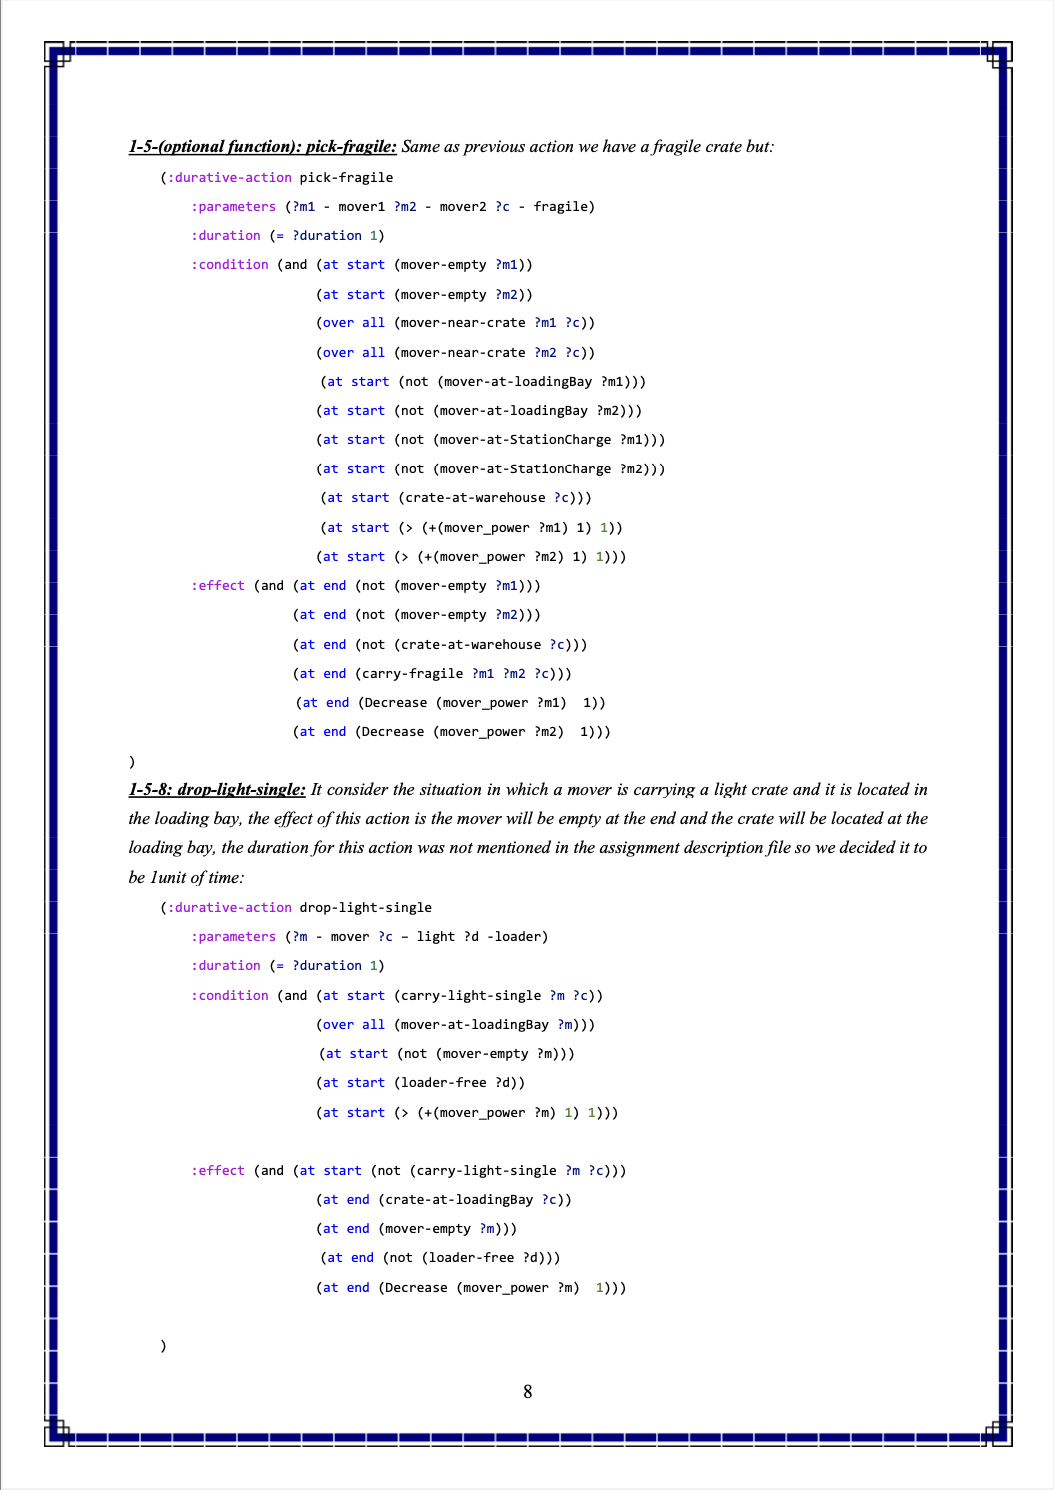 1-5-(optional function): pick-fragile: Same as previous action we have a fragile crate but:
(:durative-action pick-fragile
:parameters (?m1 - mover1 ?m2 - mover2 ?c - fragile)
:duration (= ?duration 1)
:condition (and (at start (mover-empty ?m1))
(at start (mover-empty ?m2))
(over all (mover-near-crate ?m1 ?c))
(over all (mover-near-crate ?m2 ?c))
(at start (not (mover-at-loadingBay ?m1)))
(at start (not (mover-at-loadingBay ?m2)))
(at start (not (mover-at-StationCharge ?m1)))
(at start (not (mover-at-StationCharge ?m2)))
(at start (crate-at-warehouse ?c)))
(at start (> (+(mover_power ?m1) 1) 1))
(at start (> (+(mover_power ?m2) 1) 1)))
:effect (and (at end (not (mover-empty ?m1)))
(at end (not (mover-empty ?m2)))
(at end (not (crate-at-warehouse ?c)))
(at end (carry-fragile ?m1 ?m2 ?c)))
(at end (Decrease (mover_power ?m1)  1))
(at end (Decrease (mover_power ?m2)  1)))
)
1-5-8: drop-light-single: It consider the situation in which a mover is carrying a light crate and it is located in
the loading bay, the effect of this action is the mover will be empty at the end and the crate will be located at the
loading bay, the duration for this action was not mentioned in the assignment description file so we decided it to
be 1unit of time:
(:durative-action drop-light-single
:parameters (?m - mover ?c – light ?d -loader)
:duration (= ?duration 1)
:condition (and (at start (carry-light-single ?m ?c))
(over all (mover-at-loadingBay ?m)))
(at start (not (mover-empty ?m)))
(at start (loader-free ?d))
(at start (> (+(mover_power ?m) 1) 1)))
:effect (and (at start (not (carry-light-single ?m ?c)))
(at end (crate-at-loadingBay ?c))
(at end (mover-empty ?m)))
(at end (not (loader-free ?d)))
(at end (Decrease (mover_power ?m)  1)))
)
8